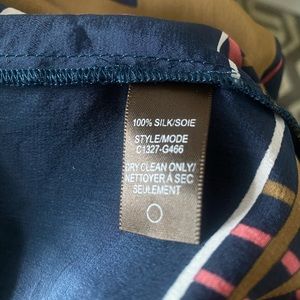 100% SILK/SOIE
STYLE/MODE
C1327-G466
DRY CLEAN ONLY/
NETTOYER A SEC
SEULEMENT